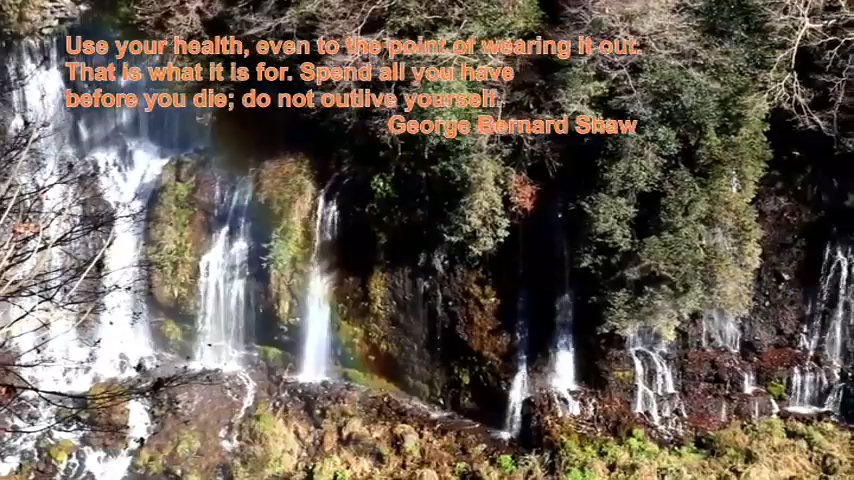 Use your health, even to the point of wearing it out.
That is what it is for. Spend all you have
before you die; do not outlive yourself.
George Bernard Shaw